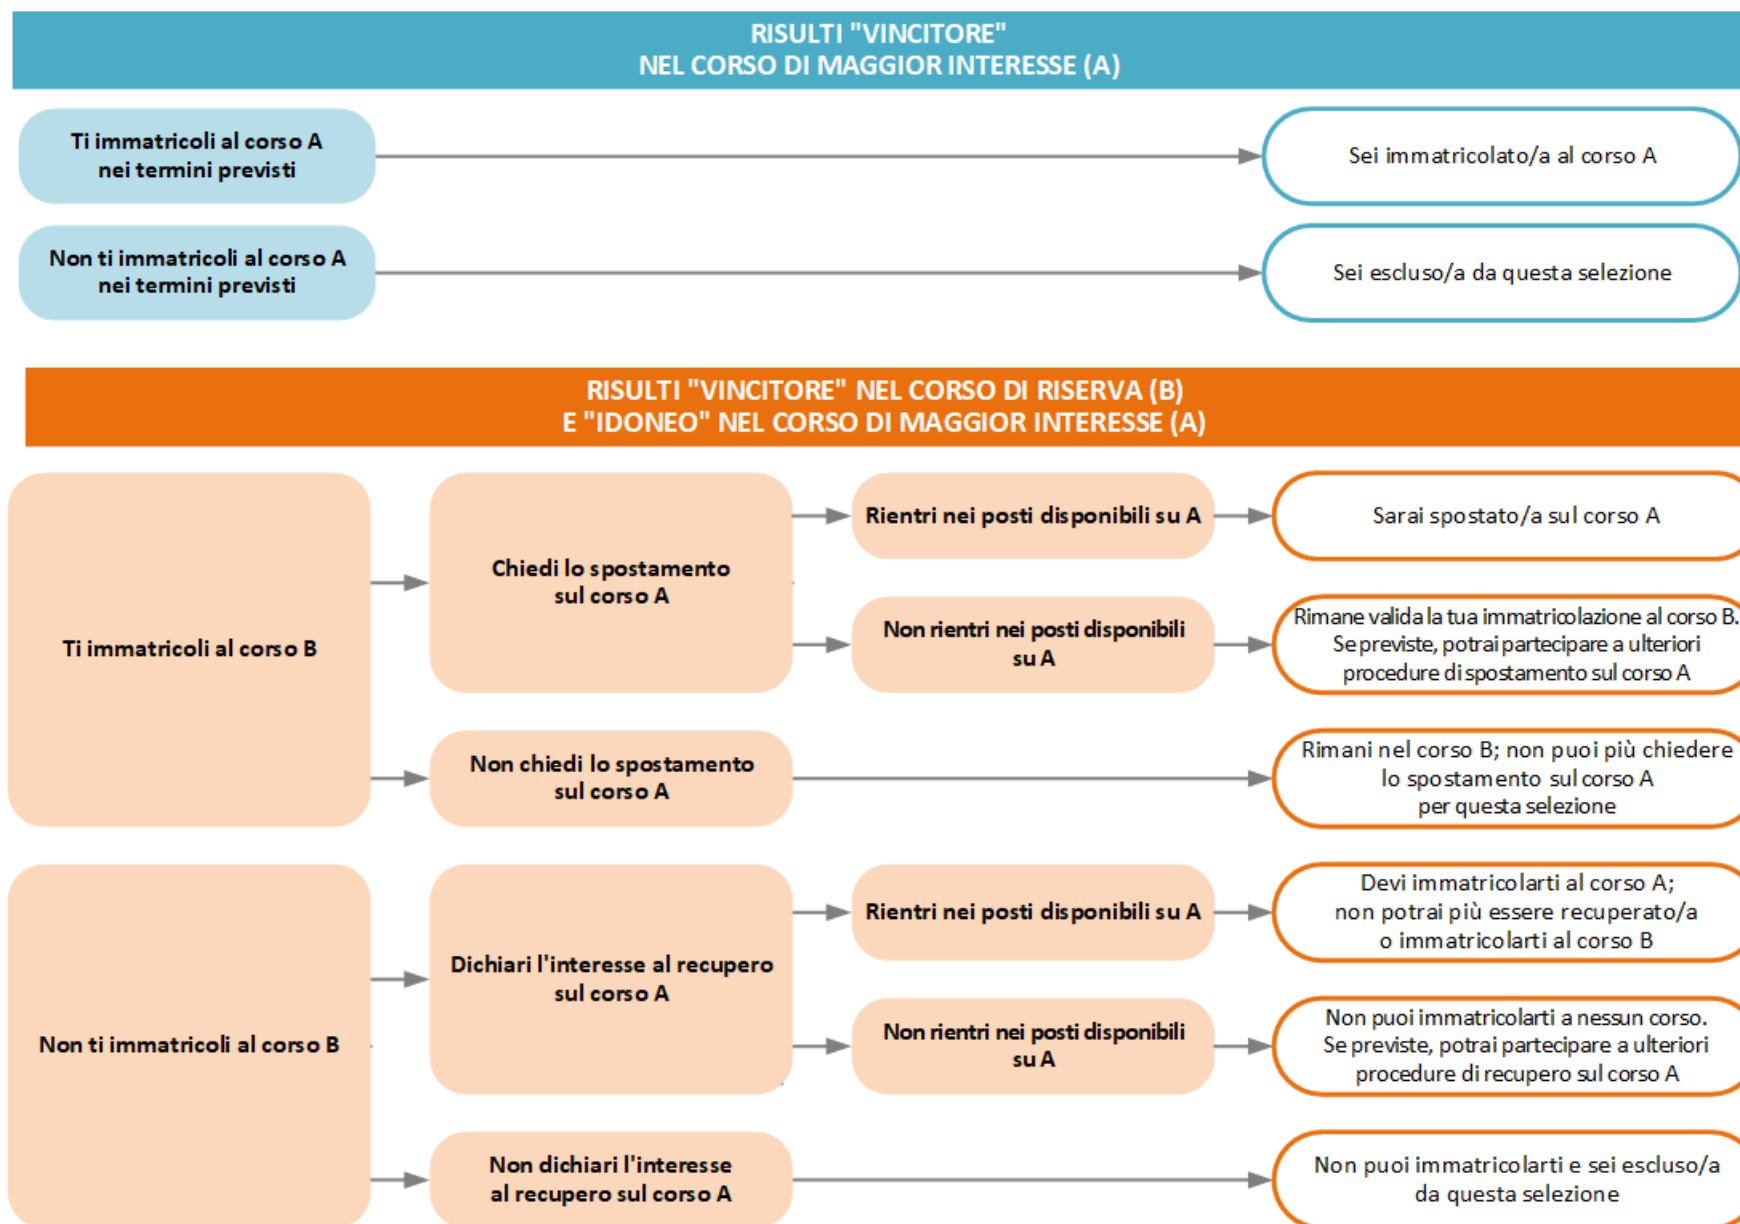 RISULTI "VINCITORE"
NEL CORSO DI MAGGIOR INTERESSE (A)
Ti immatricoli al corso A
nei termini previsti
Sei immatricolato/a al corso A
Non ti immatricoli al corso A
nei termini previsti
Sei escluso/a da questa selezione
RISULTI "VINCITORE" NEL CORSO DI RISERVA (B)
E "IDONEO" NEL CORSO DI MAGGIOR INTERESSE (A)
Ti immatricoli al corso B
Chiedi lo spostamento
sul corso A
Rientri nei posti disponibili su A
Sarai spostato/a sul corso A
Non rientri nei posti disponibili
su A
Rimane valida la tua immatricolazione al corso B.
Se previste, potrai partecipare a ulteriori
procedure di spostamento sul corso A
Non chiedi lo spostamento
sul corso A
Rimani nel corso B; non puoi più chiedere
lo spostamento sul corso A
per questa selezione
Non ti immatricoli al corso B
Dichiari l'interesse al recupero
sul corso A
Rientri nei posti disponibili su A
Devi immatricolarti al corso A;
non potrai più essere recuperato/a
o immatricolarti al corso B
Non rientri nei posti disponibili
su A
Non puoi immatricolarti a nessun corso.
Se previste, potrai partecipare a ulteriori
procedure di recupero sul corso A
Non dichiari l'interesse
al recupero sul corso A
Non puoi immatricolarti e sei escluso/a
da questa selezione